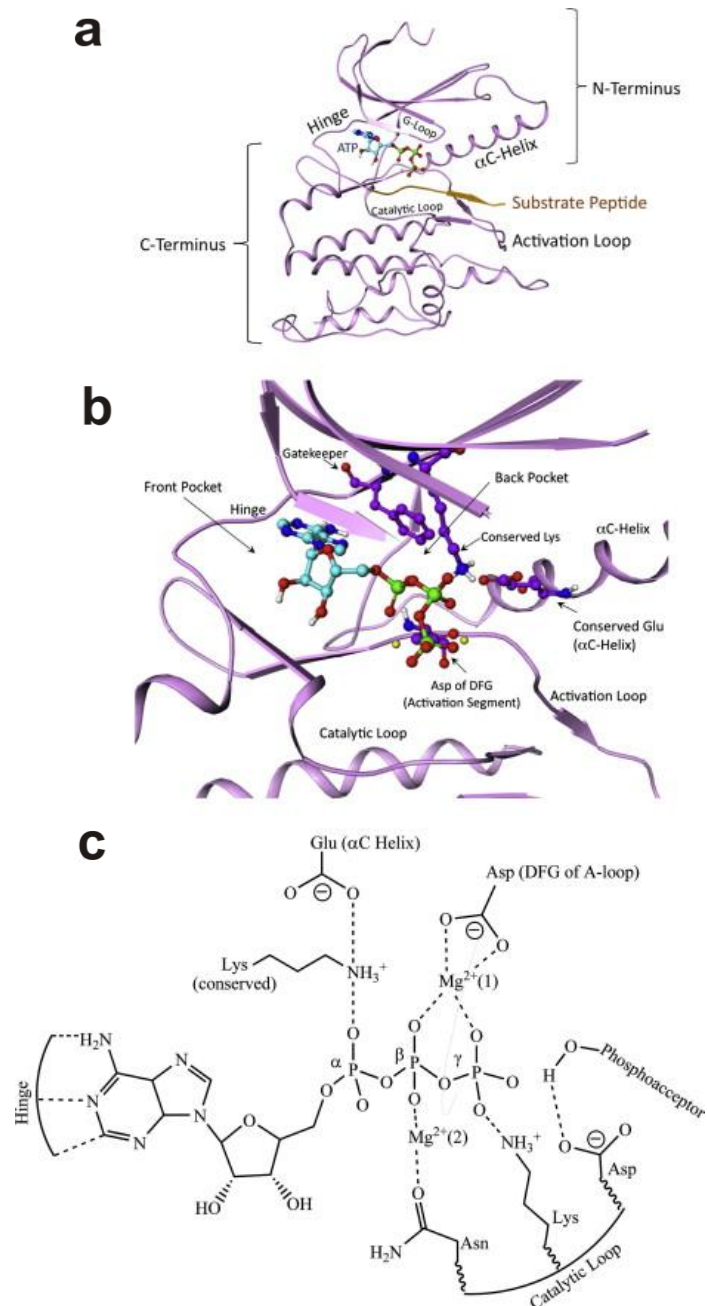 a
N-Terminus
Hinge
G-Loop
ATP
αC-Helix
Substrate Peptide
Catalytic Loop
C-Terminus
Activation Loop
b
Gatekeeper
Back Pocket
Front Pocket
Hinge
αC-Helix
Conserved Lys
Conserved Glu
(αC-Helix)
Asp of DFG
(Activation Segment)
Activation Loop
Catalytic Loop
c
Glu (αC Helix)
Asp (DFG of A-loop)
O
O
O
O
Lys
(conserved)
NH3+
Mg2+(1)
H2N
O
O
O
O
H
Phosphoacceptor
α
β
γ
Hinge
N
N
P
O
P
O
P
O
N
N
N
O
O
O
O
O
O
Mg2+(2)
NH3+
O
Asp
HO
OH
O
Lys
H2N
Asn
Catalytic Loop